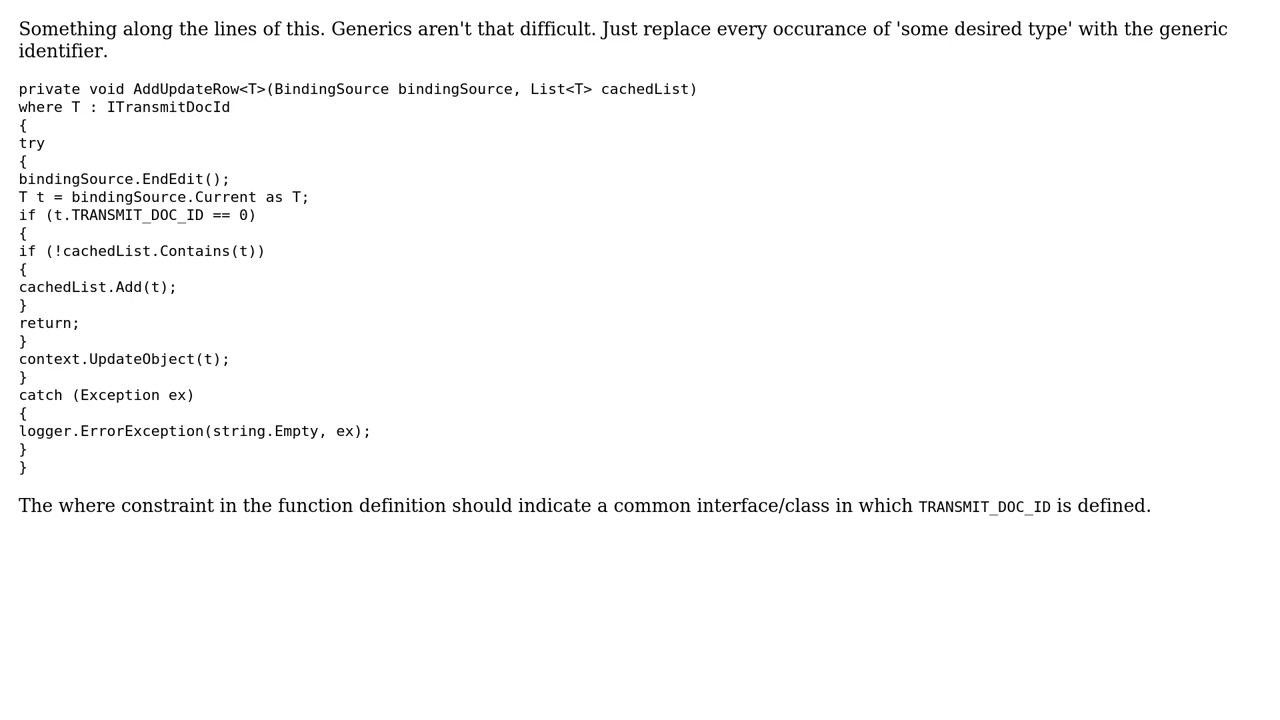 Something along the lines of this. Generics aren't that difficult. Just replace every occurance of 'some desired type' with the generic
identifier.
private void AddUpdateRow<T>(BindingSource bindingSource, List<T> cachedList)
where T : ITransmitDocId
{
try
{
bindingSource.EndEdit();
T t = bindingSource.Current as T;
if (t.TRANSMIT_DOC_ID == 0)
{
if (!cachedList.Contains(t))
{
cachedList.Add(t);
}
return;
}
context.UpdateObject(t);
}
catch (Exception ex)
{
logger.ErrorException(string.Empty, ex);
}
}
The where constraint in the function definition should indicate a common interface/class in which TRANSMIT_DOC_ID is defined.